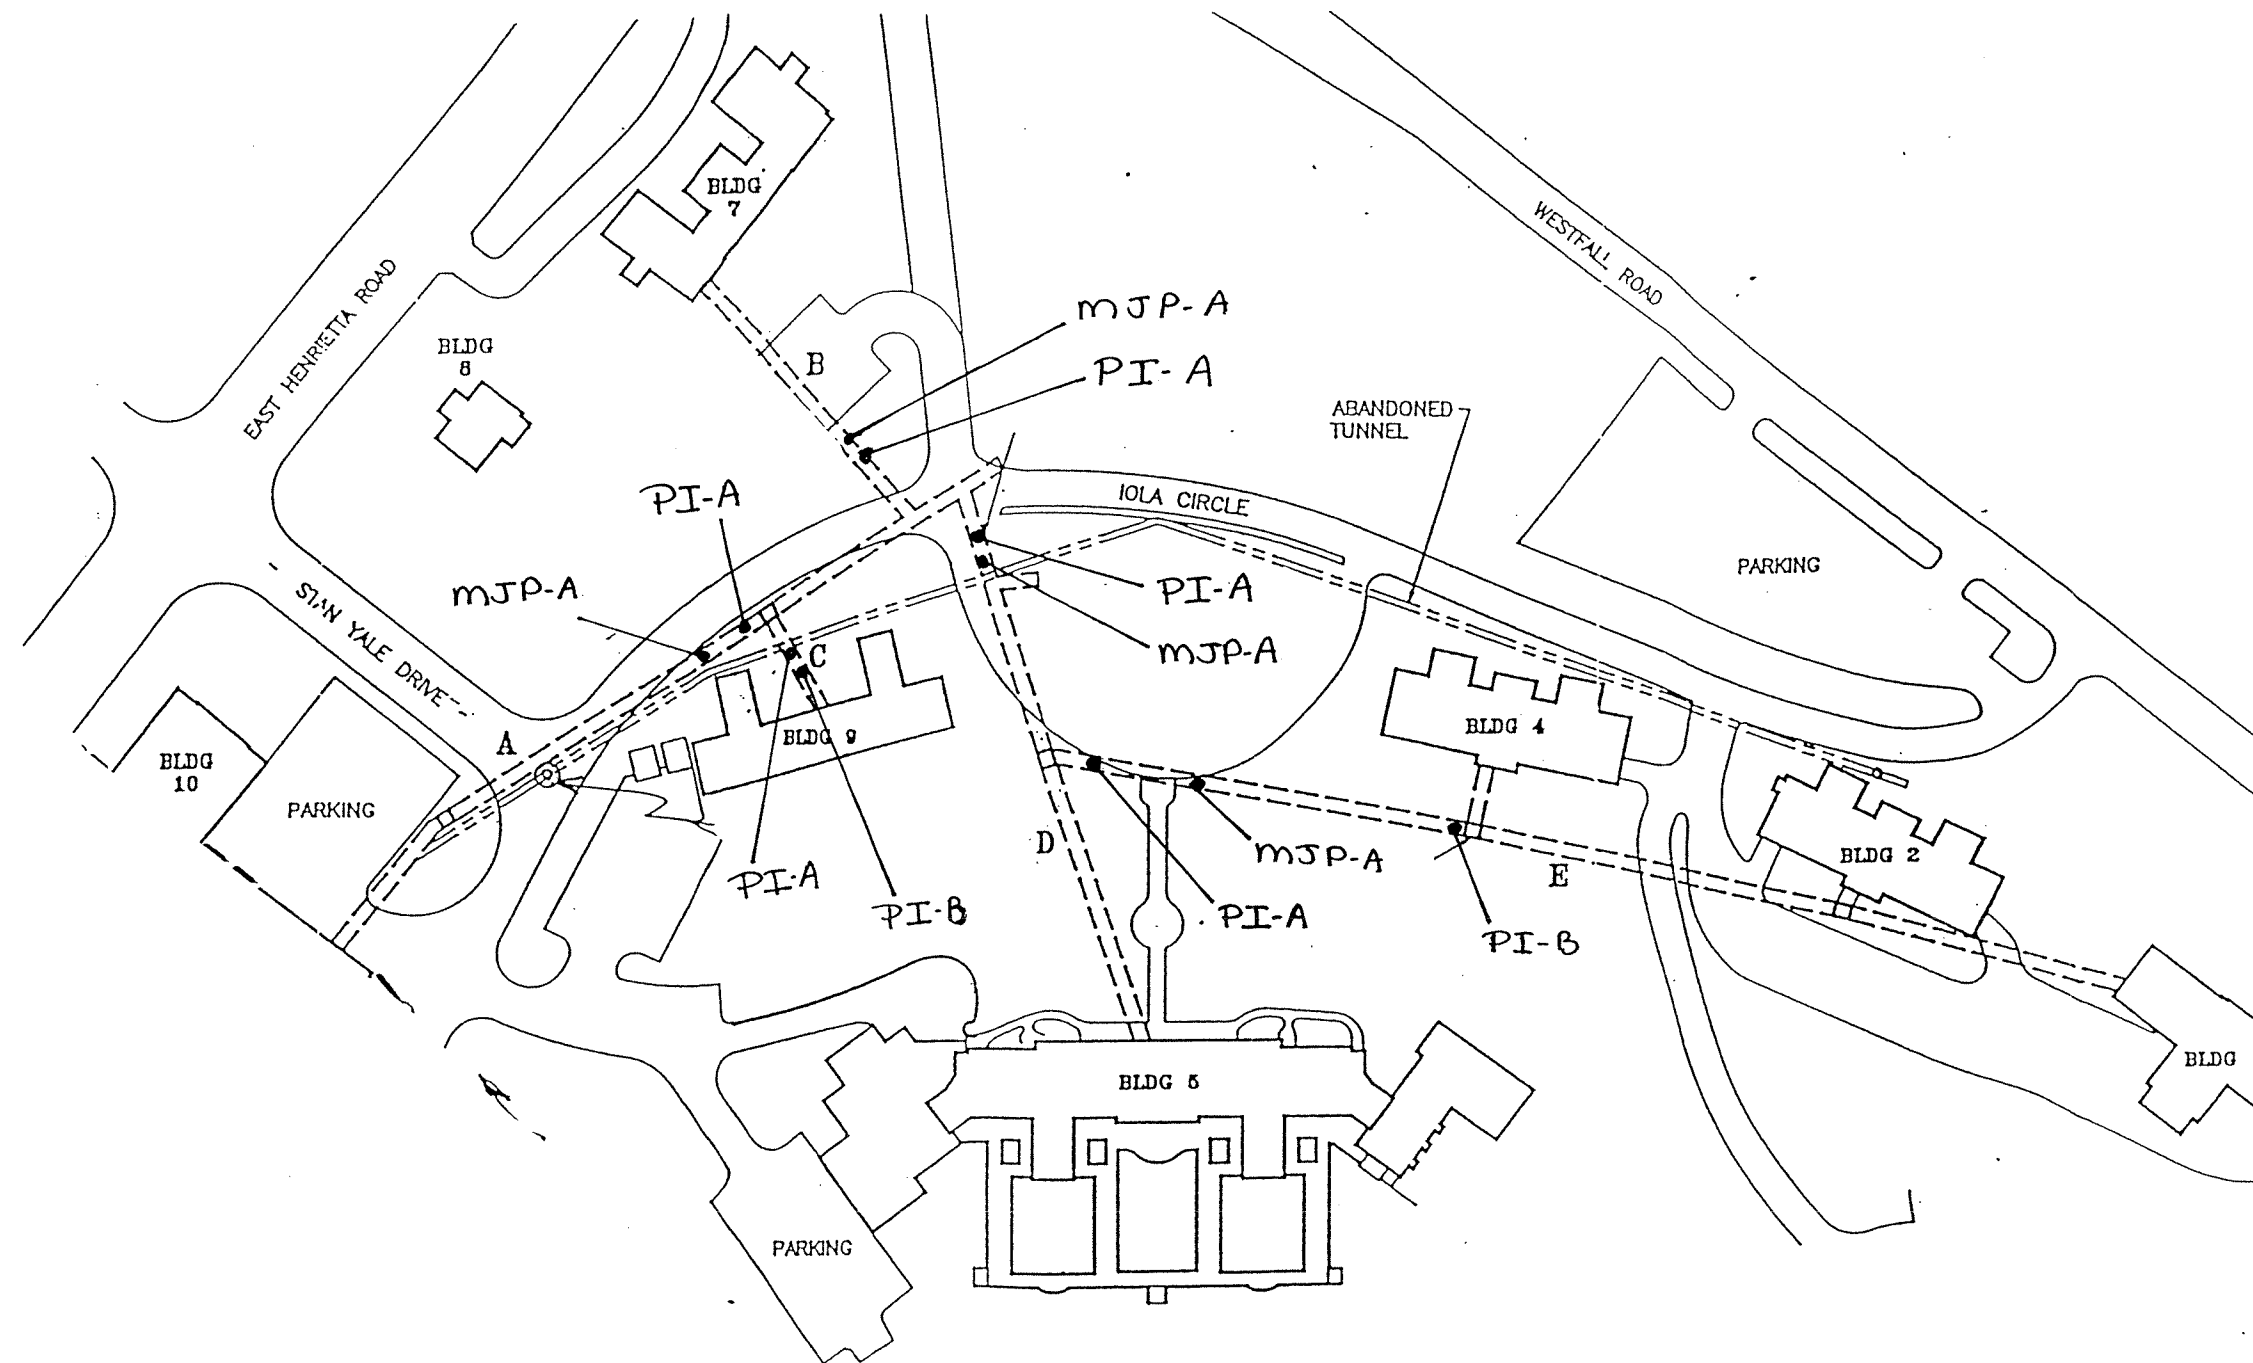 BLDG
7
WESTFALL ROAD
EAST HENRIETTA ROAD
mJP-A
BLDG
8
B
PI-A
ABANDONED
TUNNEL
PI-A
IOLA CIRCLE
PARKING
mJP-A
STAN YALE DRIVE
PI-A
C
mJP-A
BLDG 4
A
BLDG 9
BLDG
10
PARKING
D
mJP-A
BLDG 2
PI-A
E
PI-B
PI-A
PI-B
BLDG
BLDG 5
PARKING